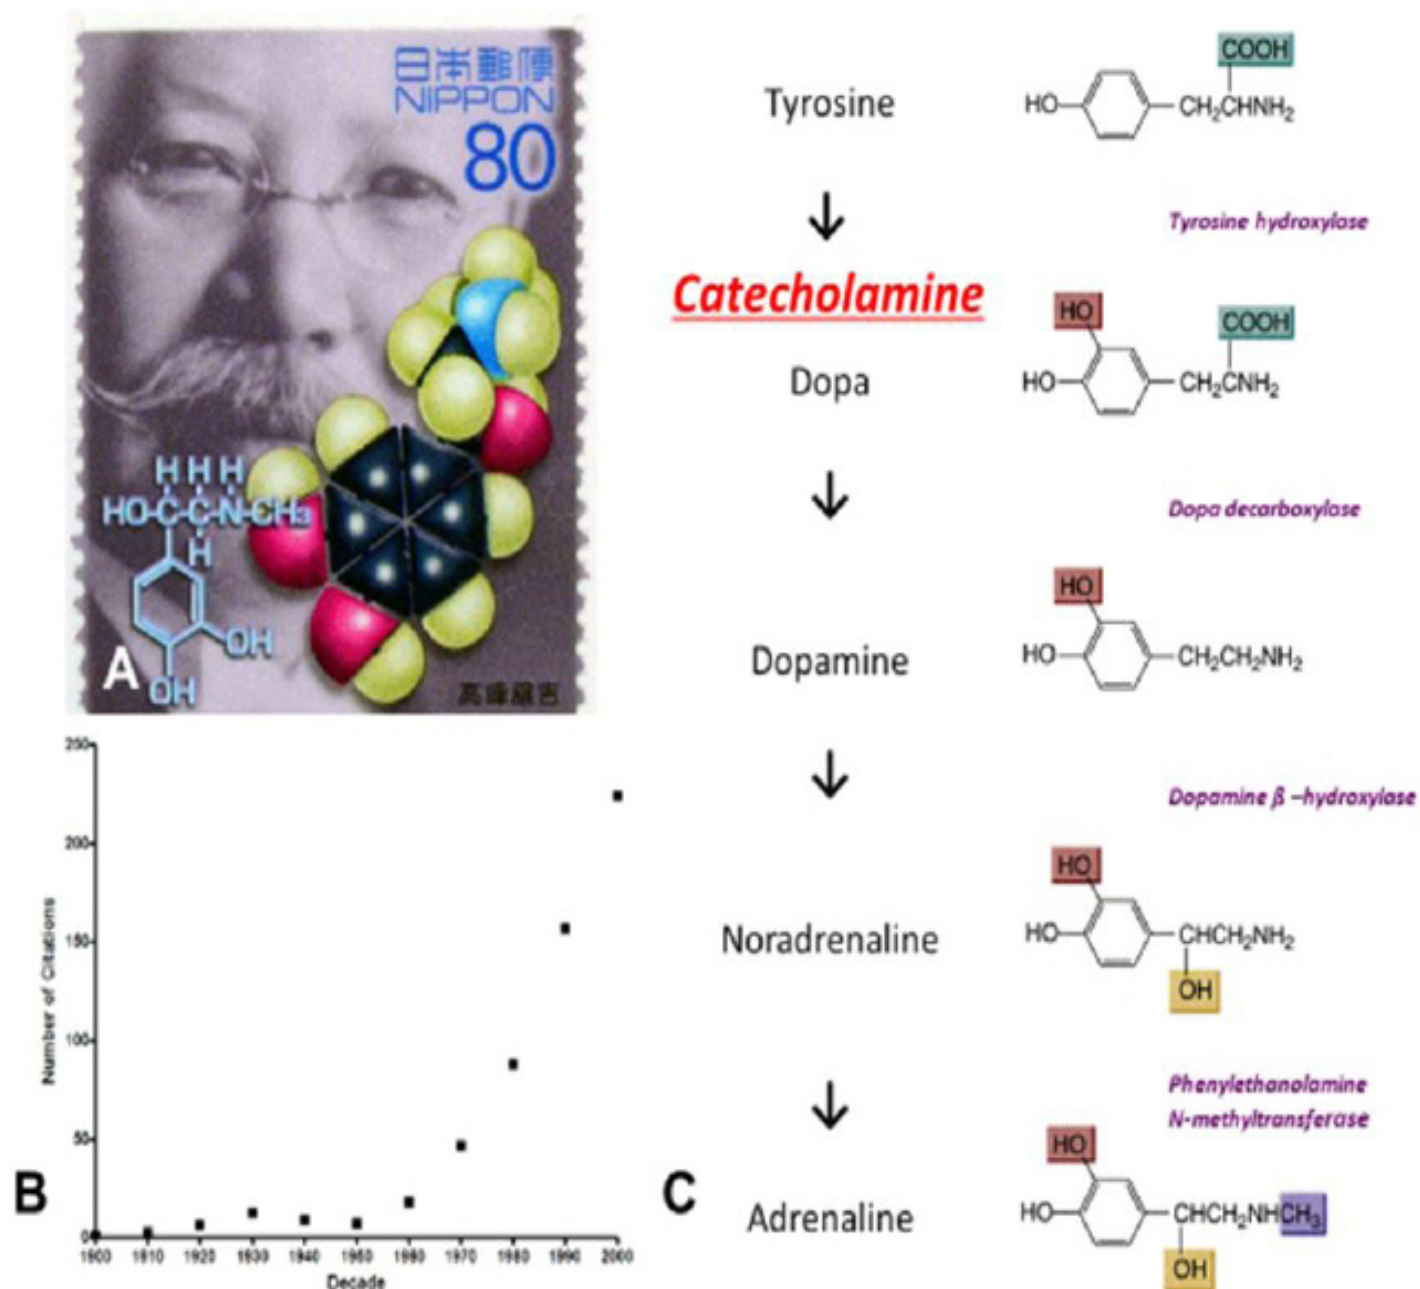 日本郵便
NIPPON
80
H H H
HO-C-C-N-CH3
H
OH
OH
A
高峰譲吉
250
200
150
100
50
0
Number of Citations
1900 1910 1920 1930 1940 1950 1960 1970 1980 1990 2000
Decade
B
Tyrosine
COOH
HO
CH₂CHNH₂
Tyrosine hydroxylase
Catecholamine
Dopa
HO
COOH
HO
CH₂CNH₂
Dopa decarboxylase
Dopamine
HO
HO
CH₂CH₂NH₂
Dopamine β –hydroxylase
Noradrenaline
HO
HO
CHCH₂NH₂
OH
Phenylethanolamine
N-methyltransferase
Adrenaline
HO
HO
CHCH₂NHCH₃
OH
C